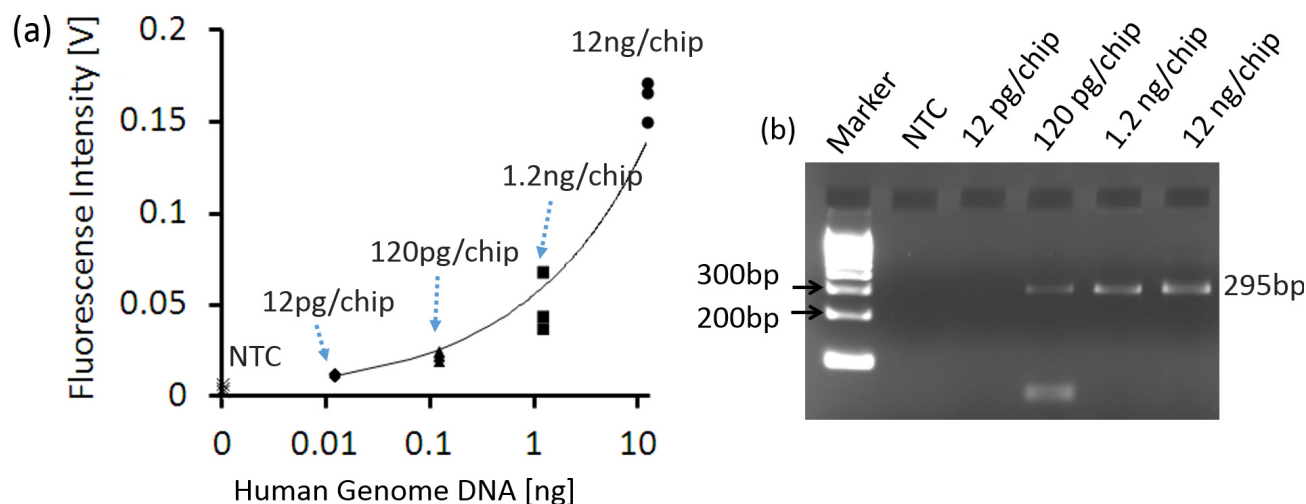 (a)
Fluorescense Intensity [V]
0.2
0.15
0.1
0.05
0
12ng/chip
1.2ng/chip
120pg/chip
12pg/chip
NTC
0 0.01 0.1 1 10
Human Genome DNA [ng]
(b)
Marker
NTC
12 pg/chip
120 pg/chip
1.2 ng/chip
12 ng/chip
300bp
200bp
295bp